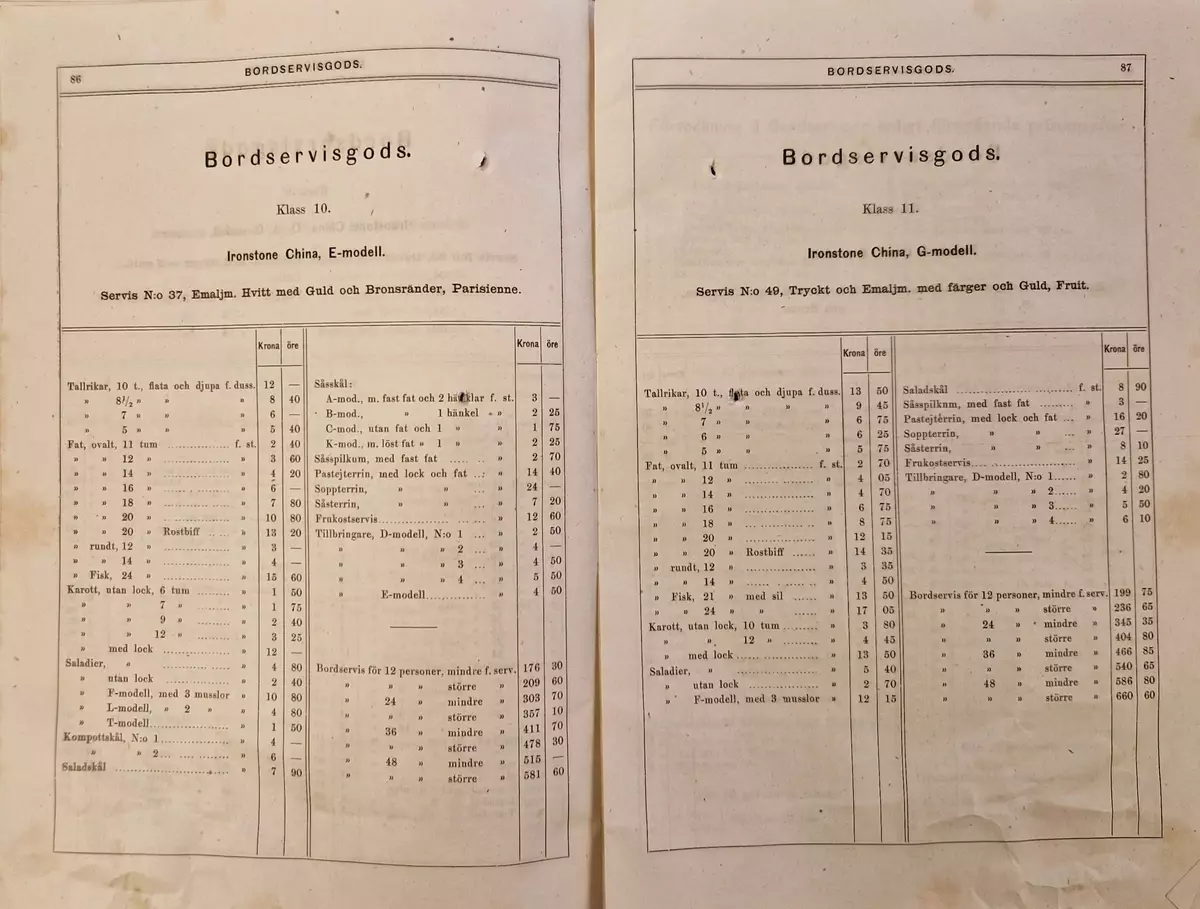 86
BORDSERVISGODS.
Bordservisgods.
Klass 10.
Ironstone China, E-modell.
Servis N:o 37, Emaljm. Hvitt med Guld och Bronsränder, Parisienne.
Krona öre
Tallrikar, 10 t., flata och djupa f. duss. 12 —
" 8 1/2 " " " 8 40
" 7 " " " 6 —
" 5 " " " 5 40
Fat, ovalt, 11 tum .......... f. st. 2 40
" " 12 " .......... " 3 60
" " 14 " .......... " 4 20
" " 16 " .......... " 6 —
" " 18 " .......... " 7 80
" " 20 " .......... " 10 80
" " 20 " Rostbiff ..... " 13 20
" rundt, 12 " .......... " 3 —
" " 14 " .......... " 4 —
" Fisk, 24 " .......... " 15 60
Karott, utan lock, 6 tum .......... " 1 50
" " 7 " .......... " 1 75
" " 9 " .......... " 2 40
" " 12 " .......... " 3 25
" med lock .......... " 12 —
Saladier, " .......... " 4 80
" utan lock .......... " 2 40
" F-modell, med 3 musslor " 10 80
" L-modell, " 2 " " 4 80
" T-modell .......... " 1 50
Kompottskål, N:o 1 .......... " 4 —
" " 2 .......... " 6 —
Saladskål .......... " 7 90
Krona öre
Såsskål:
A-mod., m. fast fat och 2 hänklar f. st. 3 —
B-mod., " 1 hänkel " " 2 25
C-mod., utan fat och 1 " " 1 75
K-mod., m. löst fat " 1 " " 2 25
Såsspilkum, med fast fat .......... " 2 70
Pastejterrin, med lock och fat ... " 14 40
Soppterrin, " " ... " 24 —
Såsterrin, " " ... " 7 20
Frukostservis .......... " 12 60
Tillbringare, D-modell, N:o 1 ... " 2 50
" " " 2 ... " 4 —
" " " 3 ... " 4 50
" " " 4 ... " 5 50
" E-modell .......... " 4 50
Bordservis för 12 personer, mindre f. serv. 176 30
" " " större " 209 60
" 24 " mindre " 303 70
" " " större " 357 10
" 36 " mindre " 411 70
" " " större " 478 30
" 48 " mindre " 515 —
" " " större " 581 60
BORDSERVISGODS.
87
Bordservisgods.
Klass 11.
Ironstone China, G-modell.
Servis N:o 49, Tryckt och Emaljm. med färger och Guld, Fruit.
Krona öre
Tallrikar, 10 t., flata och djupa f. duss. 13 50
" 8 1/2 " " " " 9 45
" 7 " " " 6 75
" 6 " " " 6 25
" 5 " " " 5 75
Fat, ovalt, 11 tum .......... f. st. 2 70
" " 12 " .......... " 4 05
" " 14 " .......... " 4 70
" " 16 " .......... " 6 75
" " 18 " .......... " 8 75
" " 20 " .......... " 12 15
" " 20 " Rostbiff ...... " 14 35
" rundt, 12 " .......... " 3 35
" " 14 " .......... " 4 50
" Fisk, 21 " med sil .......... " 13 50
" " 24 " " " .......... " 17 05
Karott, utan lock, 10 tum .......... " 3 80
" " 12 " .......... " 4 45
" med lock .......... " 13 50
Saladier, " .......... " 5 40
" utan lock .......... " 2 70
" F-modell, med 3 musslor " 12 15
Krona öre
Saladskål .......... f. st. 8 90
Såsspilkum, med fast fat .......... " 3 —
Pastejterrin, med lock och fat ... " 16 20
Soppterrin, " " ... " 27 —
Såsterrin, " " ... " 8 10
Frukostservis .......... " 14 25
Tillbringare, D-modell, N:o 1 ...... " 2 80
" " " 2 ...... " 4 20
" " " 3 ...... " 5 50
" " " 4 ...... " 6 10
Bordservis för 12 personer, mindre f. serv. 199 75
" " " större " 236 65
" 24 " mindre " 345 35
" " " större " 404 80
" 36 " mindre " 466 85
" " " större " 540 65
" 48 " mindre " 586 80
" " " större " 660 60